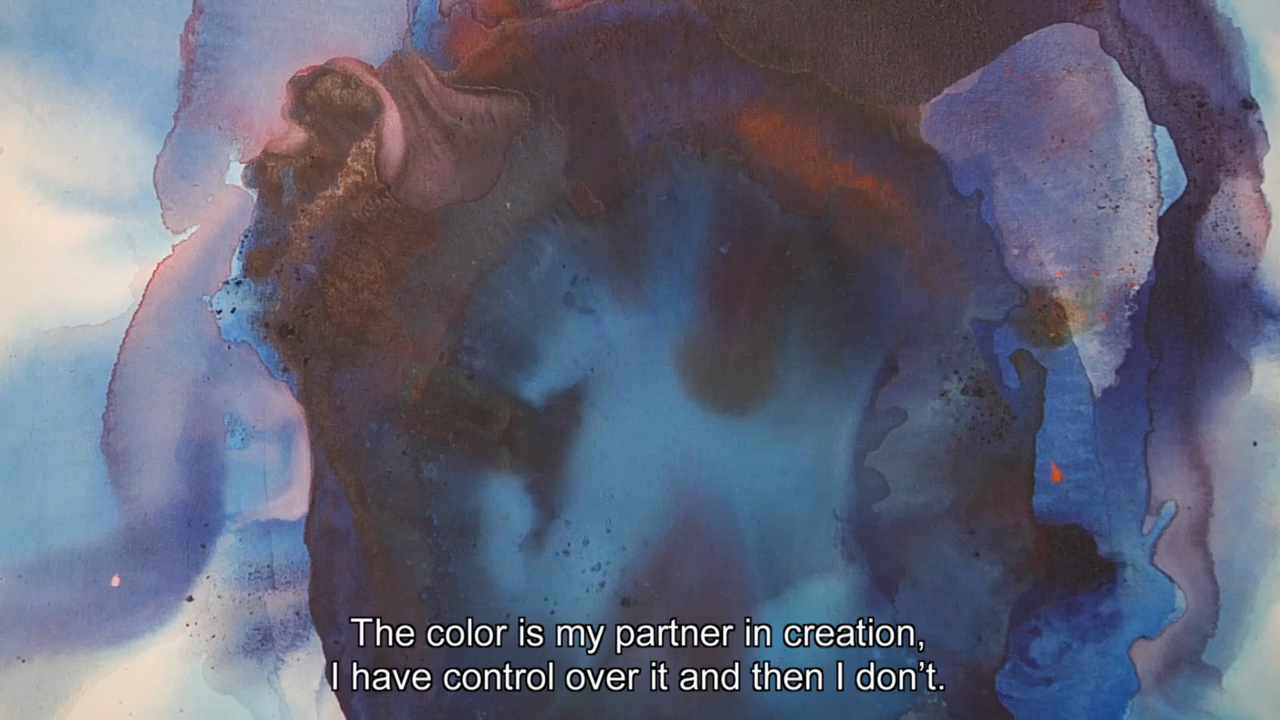 The color is my partner in creation,
I have control over it and then I don’t.